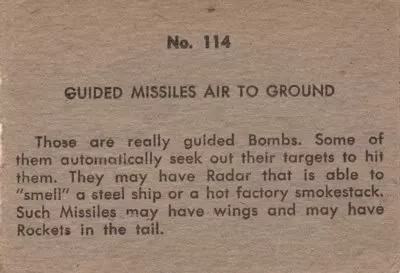 No. 114
GUIDED MISSILES AIR TO GROUND
Those are really guided Bombs. Some of
them automatically seek out their targets to hit
them. They may have Radar that is able to
"smell" a steel ship or a hot factory smokestack.
Such Missiles may have wings and may have
Rockets in the tail.